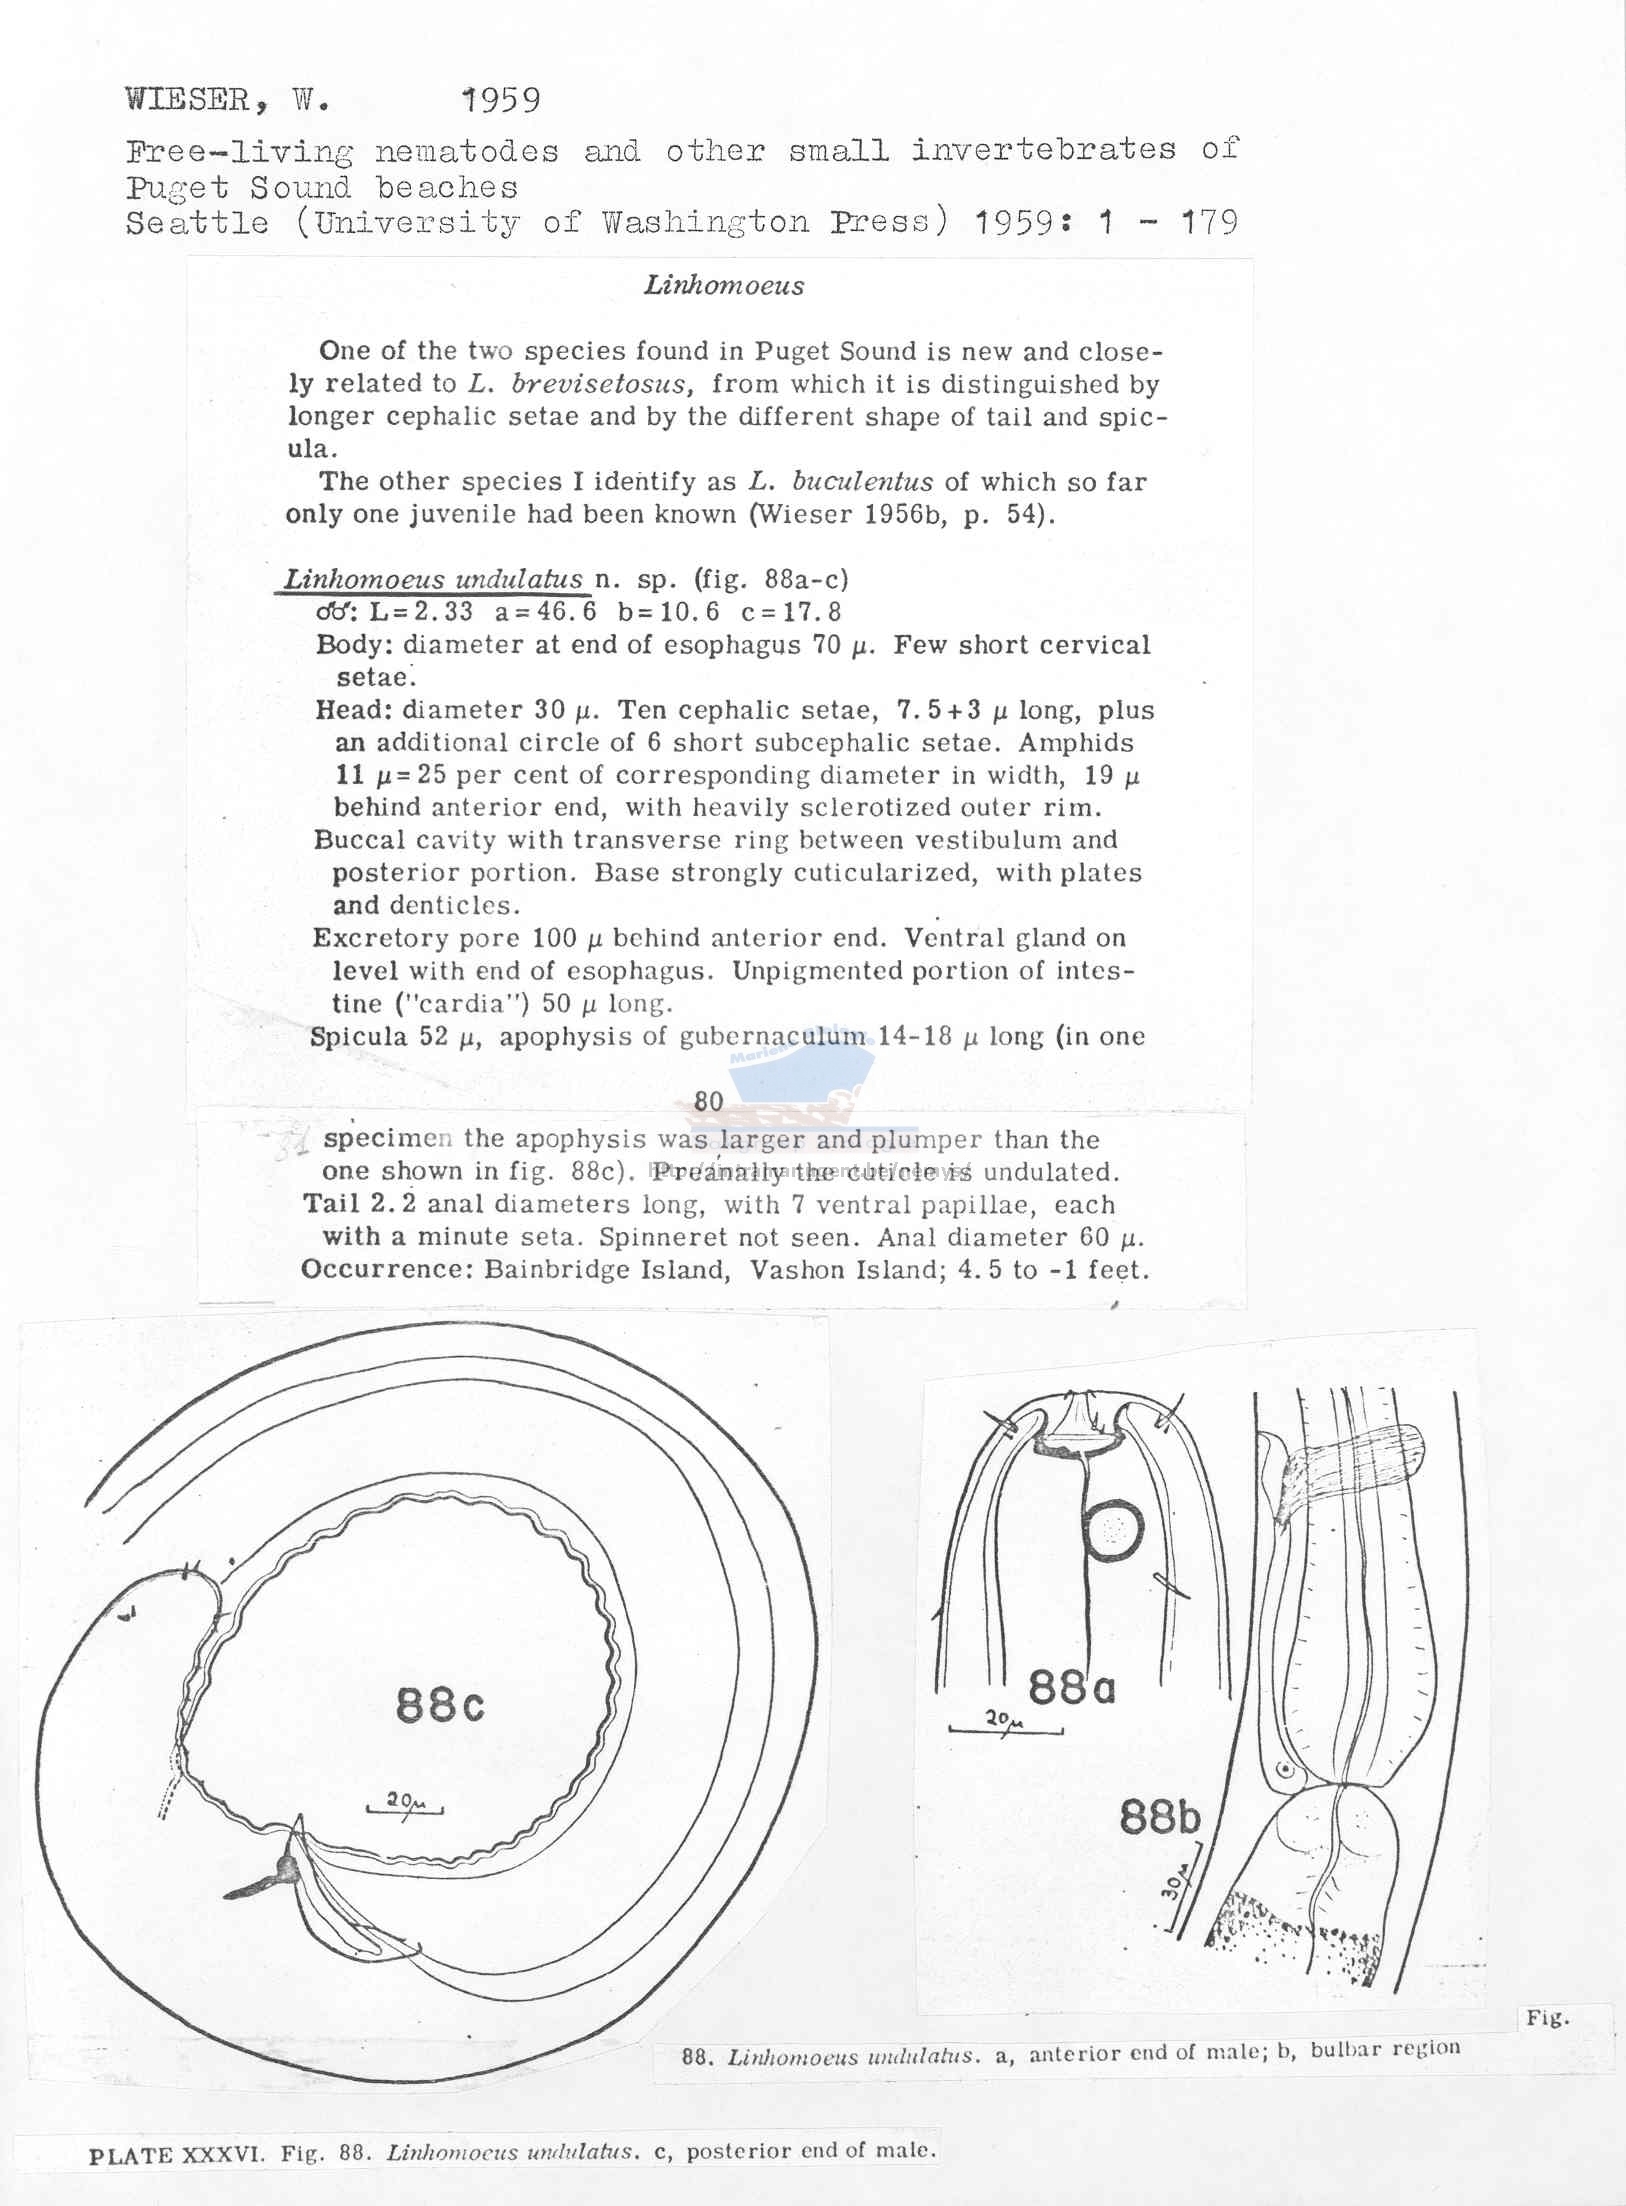 WIESER, W. 1959
Free-living nematodes and other small invertebrates of
Puget Sound beaches
Seattle (University of Washington Press) 1959: 1 - 179
Linhomoeus
One of the two species found in Puget Sound is new and close-
ly related to L. brevisetosus, from which it is distinguished by
longer cephalic setae and by the different shape of tail and spic-
ula.
The other species I identify as L. buculentus of which so far
only one juvenile had been known (Wieser 1956b, p. 54).
Linhomoeus undulatus n. sp. (fig. 88a-c)
♂♂: L=2.33 a=46.6 b=10.6 c=17.8
Body: diameter at end of esophagus 70 μ. Few short cervical
setae.
Head: diameter 30 μ. Ten cephalic setae, 7.5+3 μ long, plus
an additional circle of 6 short subcephalic setae. Amphids
11 μ=25 per cent of corresponding diameter in width, 19 μ
behind anterior end, with heavily sclerotized outer rim.
Buccal cavity with transverse ring between vestibulum and
posterior portion. Base strongly cuticularized, with plates
and denticles.
Excretory pore 100 μ behind anterior end. Ventral gland on
level with end of esophagus. Unpigmented portion of intes-
tine ("cardia") 50 μ long.
Spicula 52 μ, apophysis of gubernaculum 14-18 μ long (in one
80
81
specimen the apophysis was larger and plumper than the
one shown in fig. 88c). Preanally the cuticle is undulated.
Tail 2.2 anal diameters long, with 7 ventral papillae, each
with a minute seta. Spinneret not seen. Anal diameter 60 μ.
Occurrence: Bainbridge Island, Vashon Island; 4.5 to -1 feet.
88c
20μ
88a
20μ
88b
30μ
Fig.
88. Linhomoeus undulatus. a, anterior end of male; b, bulbar region
PLATE XXXVI. Fig. 88. Linhomoeus undulatus. c, posterior end of male.